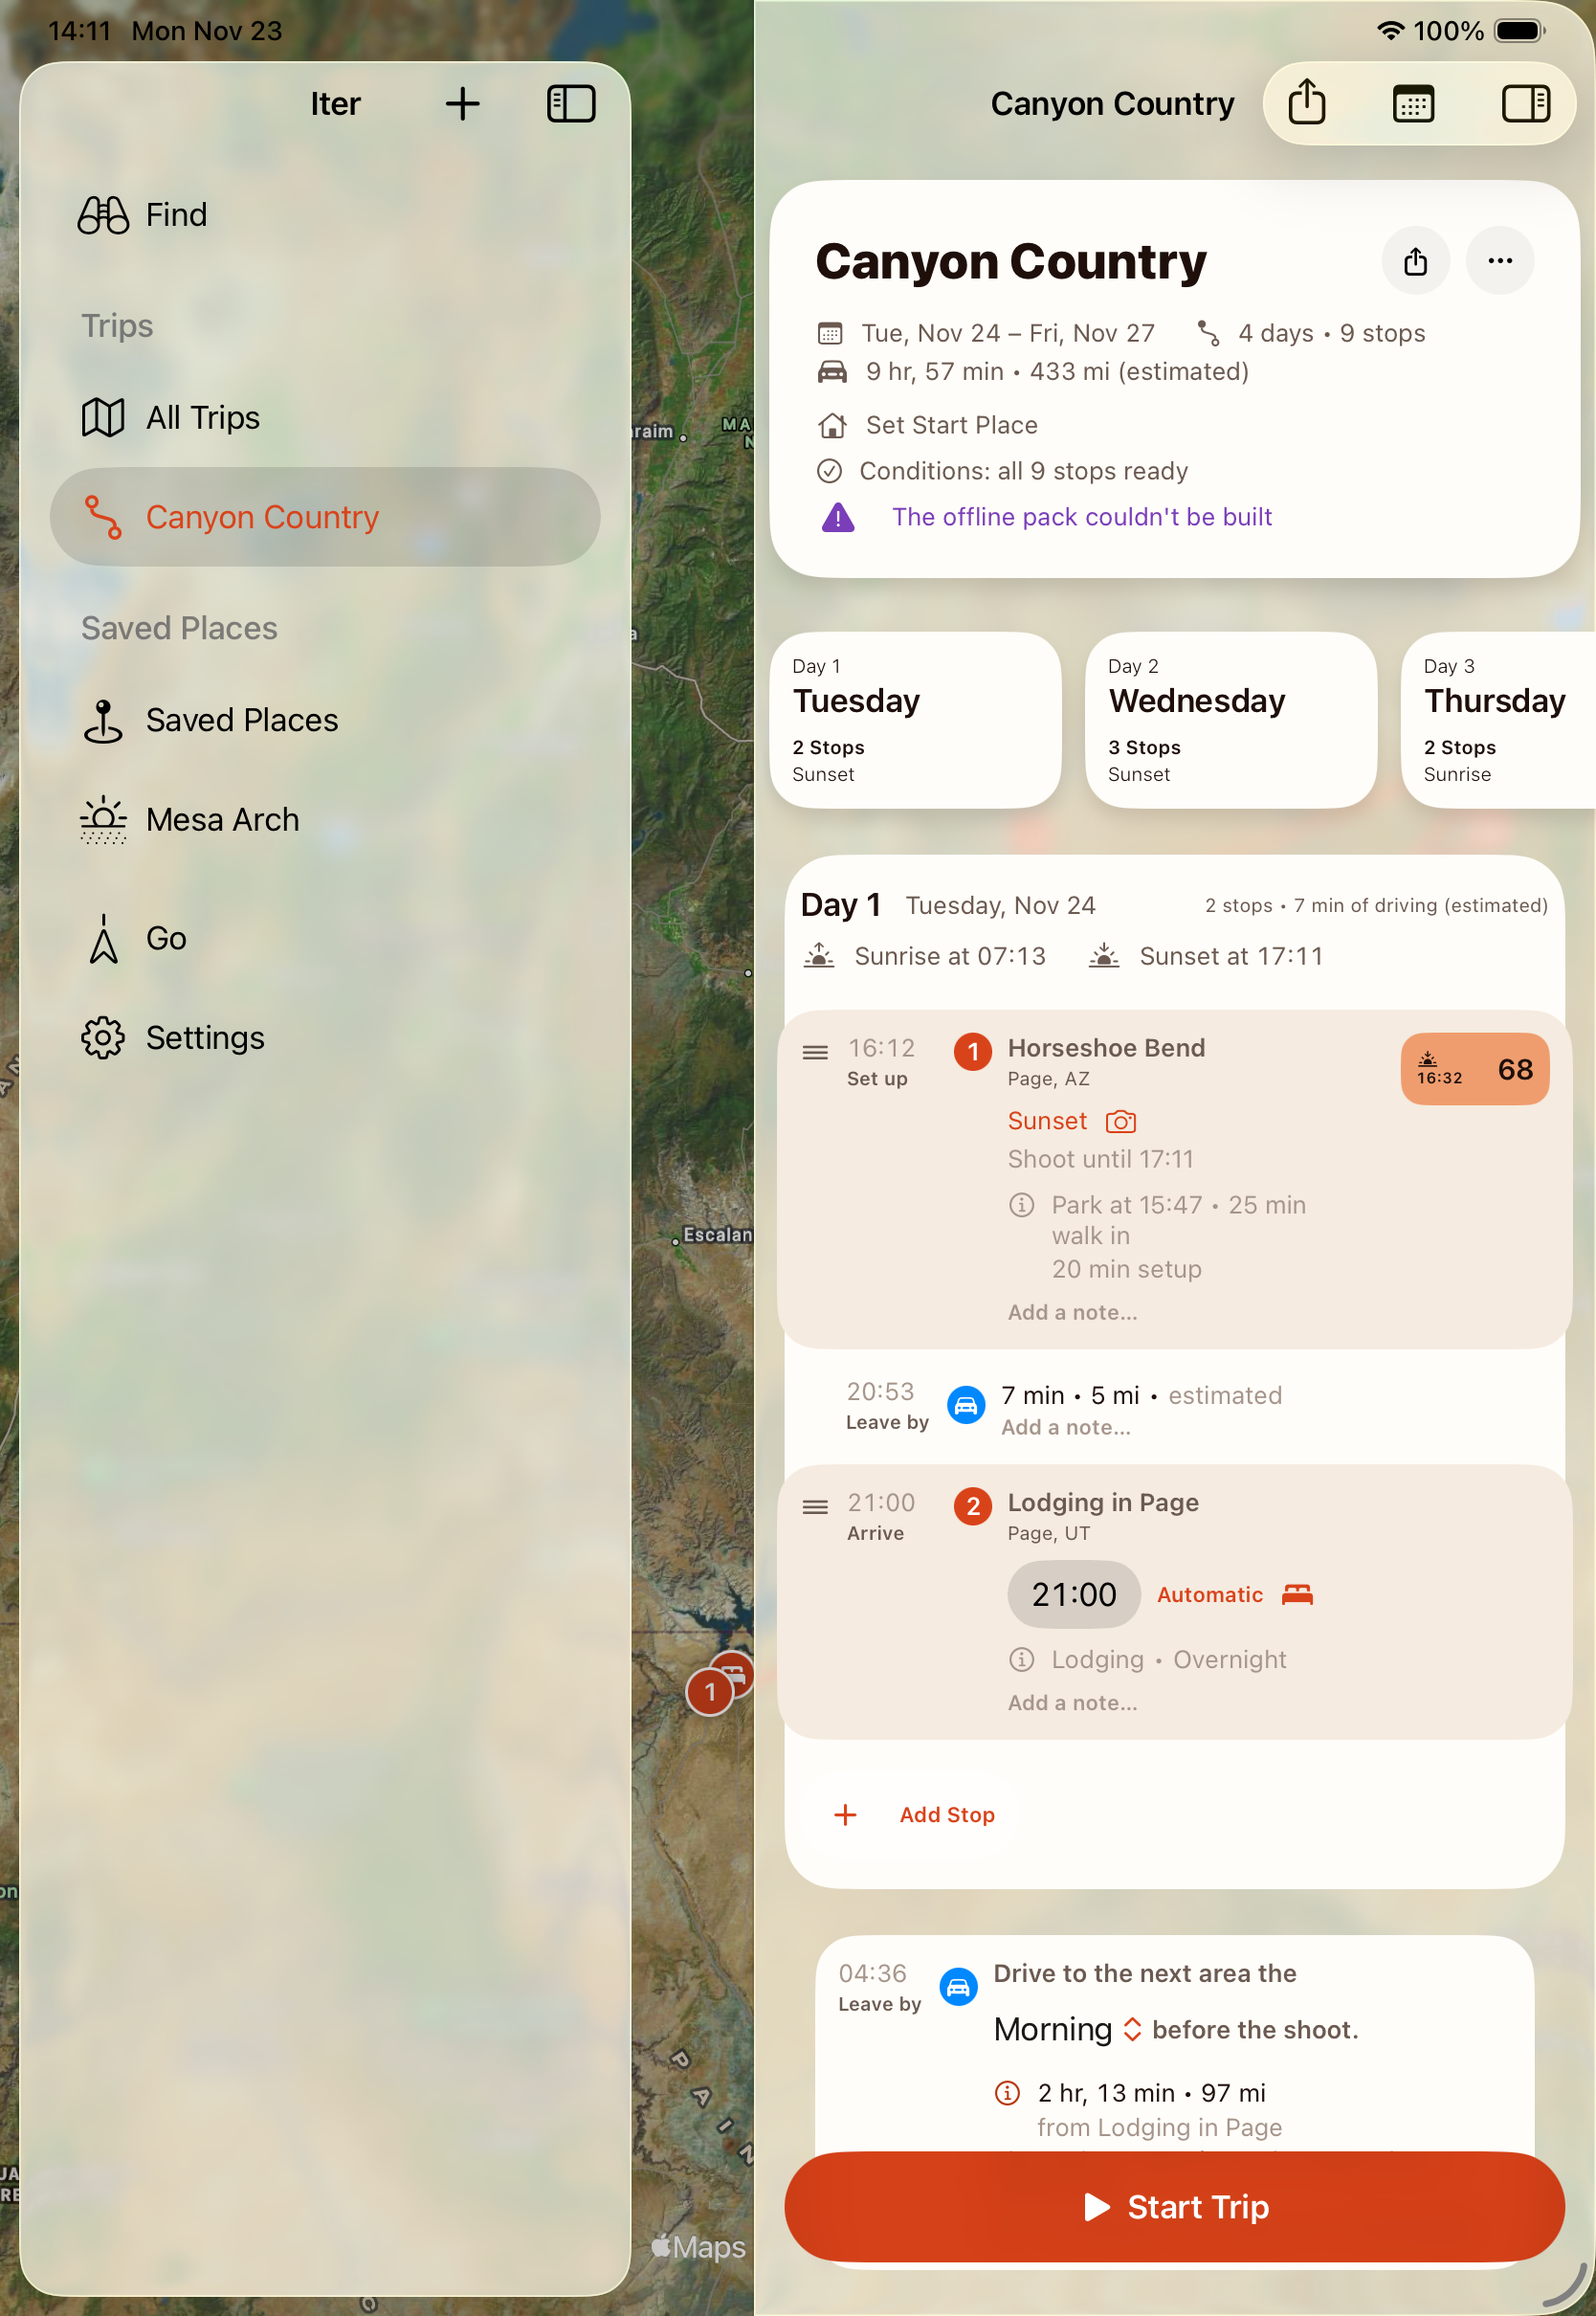 14:11 Mon Nov 23
100%
Iter
Find
Trips
All Trips
Canyon Country
Saved Places
Saved Places
Mesa Arch
Go
Settings
raim
MA
N
a
Escalan
1
P
A
I
N
Maps
Canyon Country
Canyon Country
Tue, Nov 24 – Fri, Nov 27
4 days • 9 stops
9 hr, 57 min • 433 mi (estimated)
Set Start Place
Conditions: all 9 stops ready
The offline pack couldn't be built
Day 1
Tuesday
2 Stops
Sunset
Day 2
Wednesday
3 Stops
Sunset
Day 3
Thursday
2 Stops
Sunrise
Day 1 Tuesday, Nov 24
2 stops • 7 min of driving (estimated)
Sunrise at 07:13
Sunset at 17:11
16:12
Set up
1
Horseshoe Bend
Page, AZ
16:32
68
Sunset
Shoot until 17:11
Park at 15:47 • 25 min
walk in
20 min setup
Add a note...
20:53
Leave by
7 min • 5 mi • estimated
Add a note...
21:00
Arrive
2
Lodging in Page
Page, UT
21:00 Automatic
Lodging • Overnight
Add a note...
Add Stop
04:36
Leave by
Drive to the next area the
Morning before the shoot.
2 hr, 13 min • 97 mi
from Lodging in Page
Start Trip